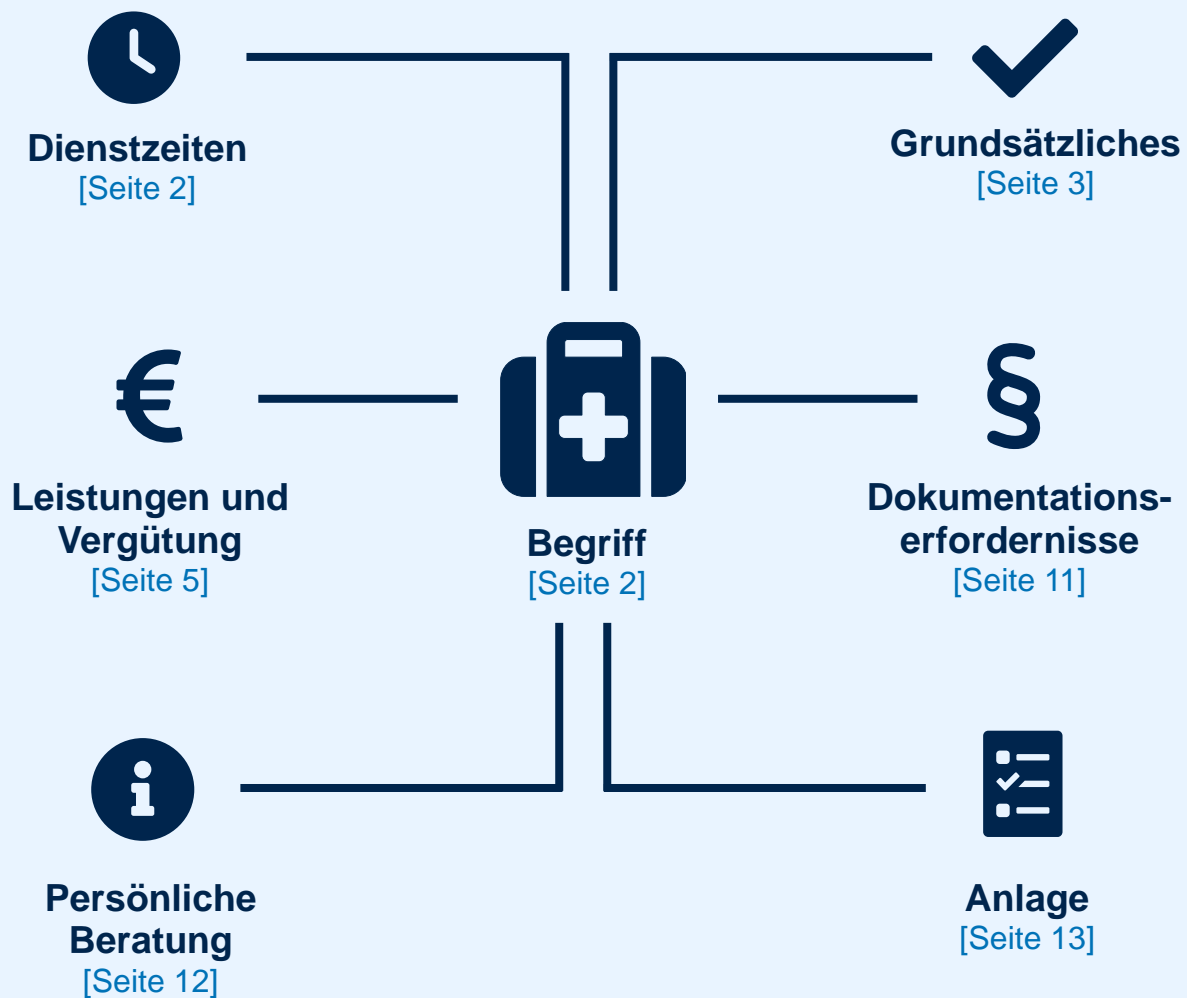 Dienstzeiten
[Seite 2]
Grundsätzliches
[Seite 3]
€
Leistungen und
Vergütung
[Seite 5]
Begriff
[Seite 2]
§
Dokumentations-
erfordernisse
[Seite 11]
Persönliche
Beratung
[Seite 12]
Anlage
[Seite 13]